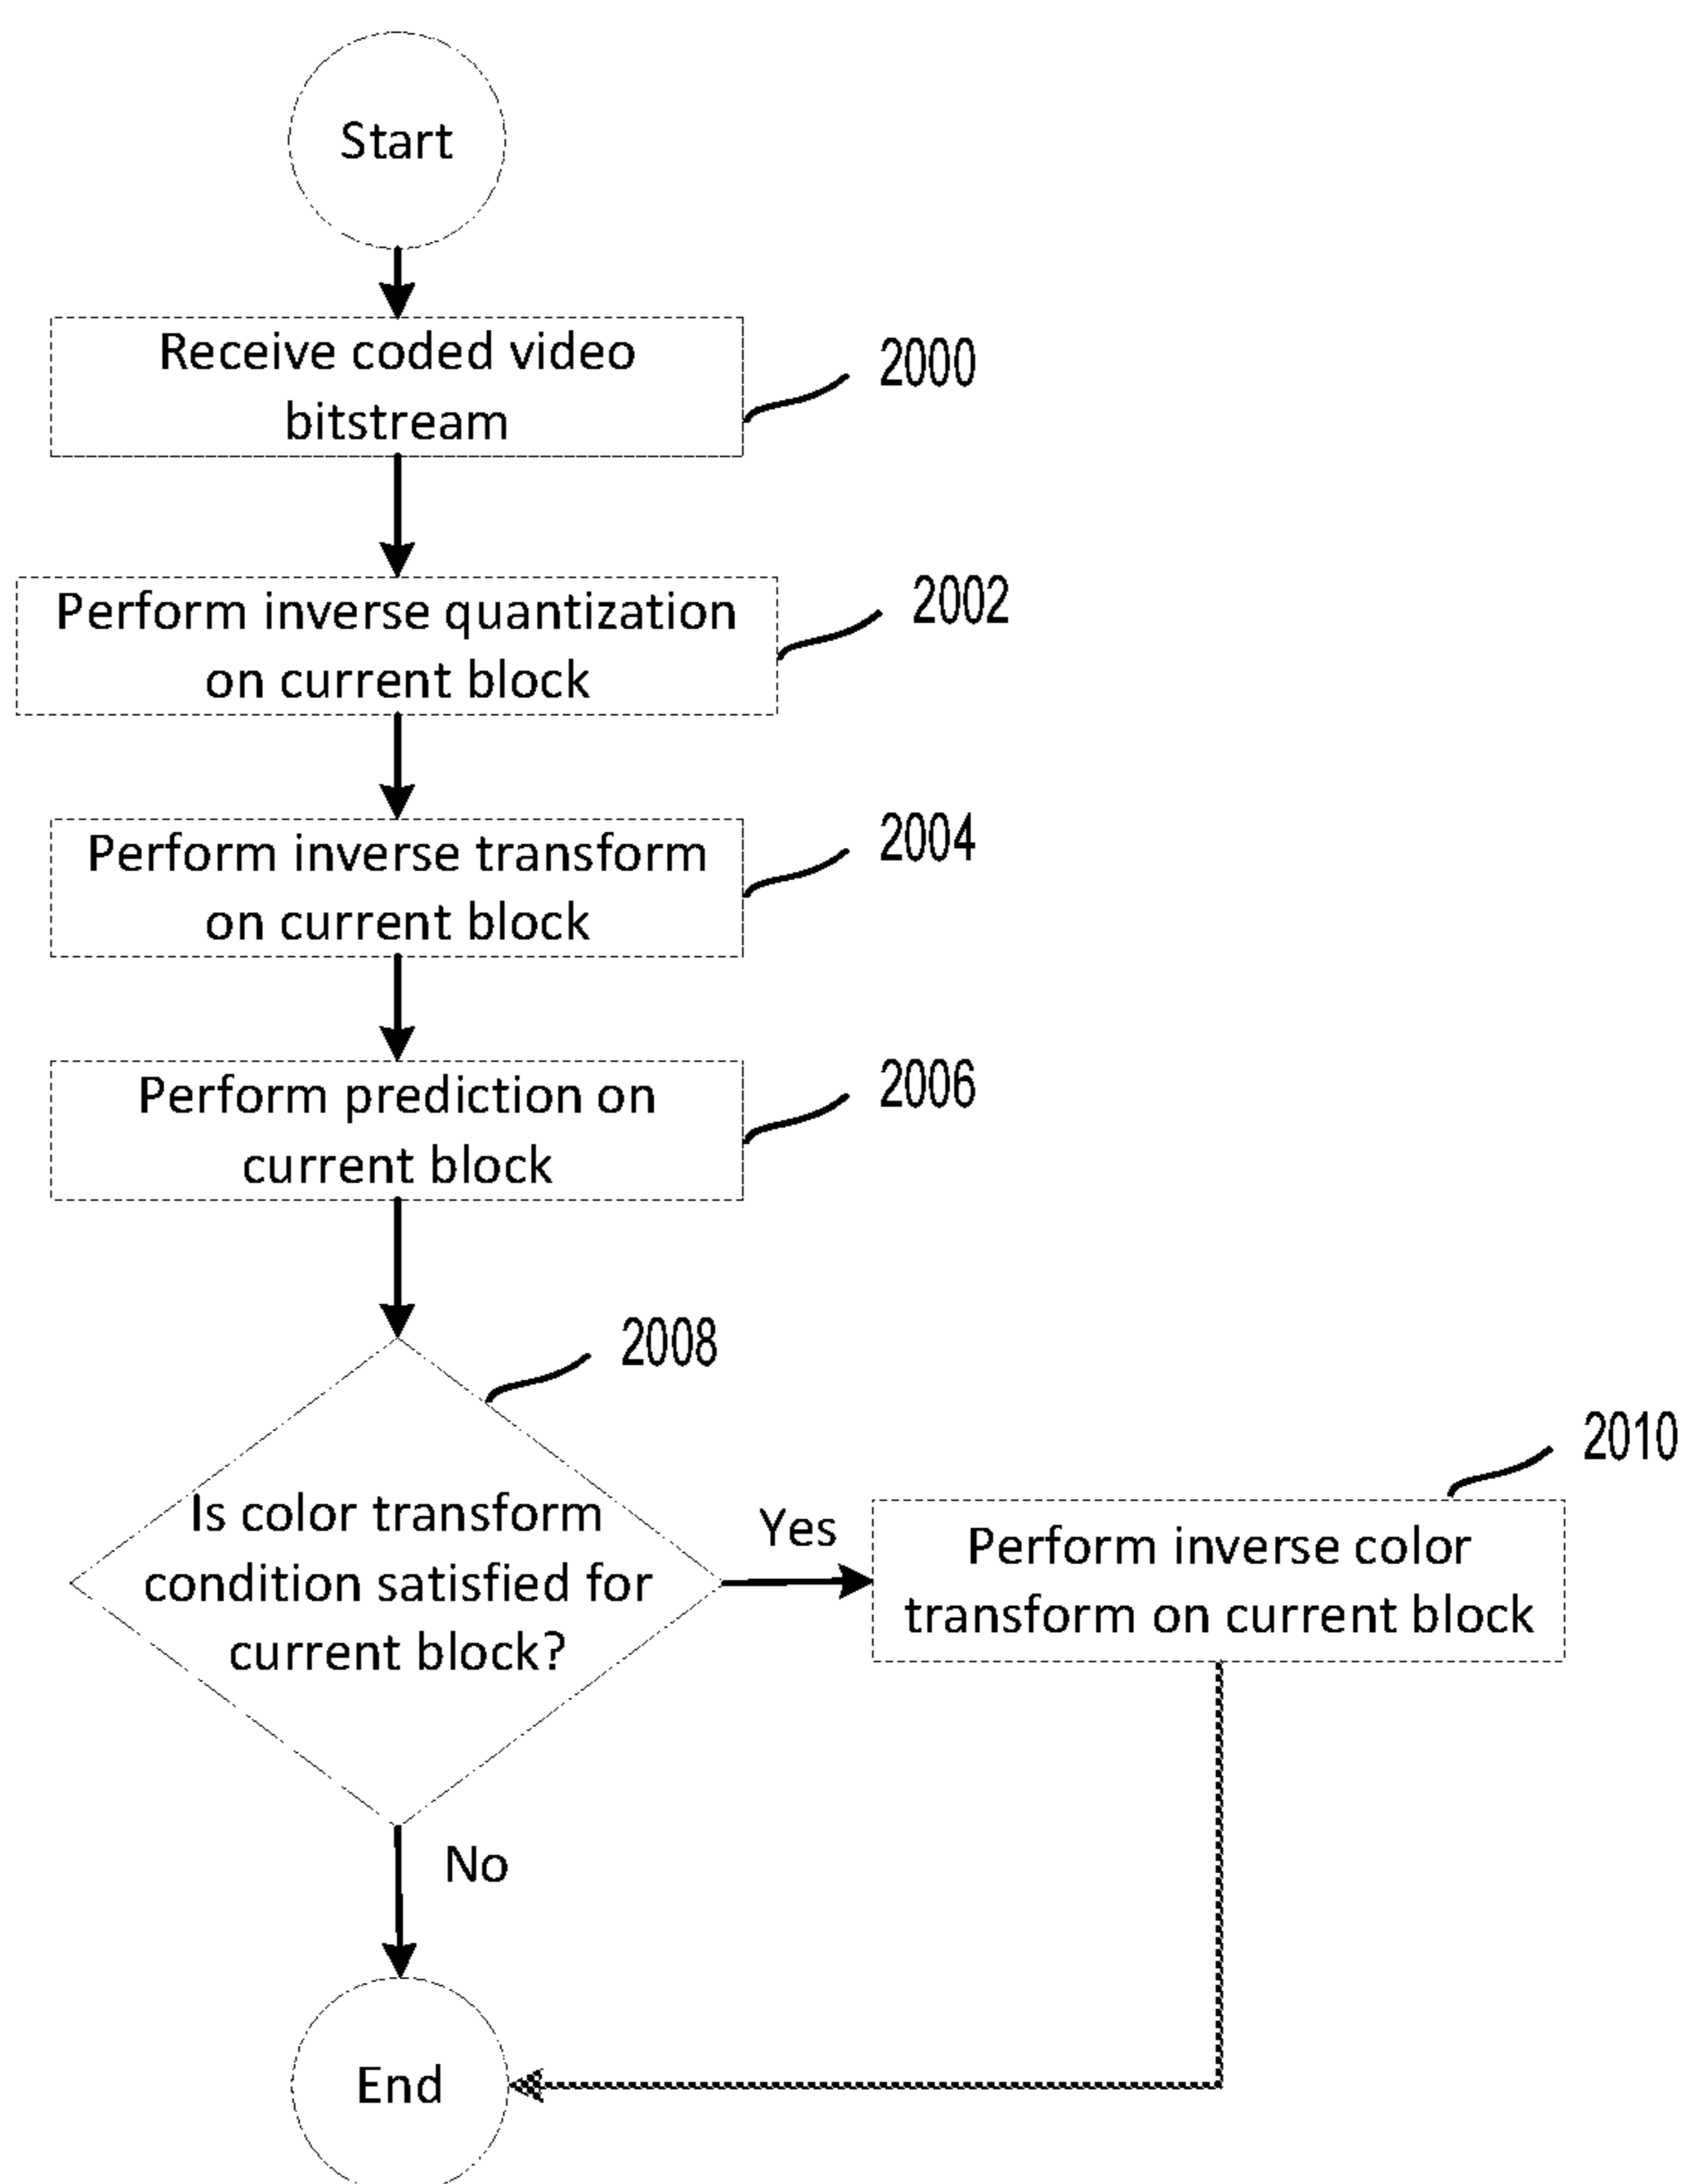 Start
Receive coded video
bitstream
2000
Perform inverse quantization
on current block
2002
Perform inverse transform
on current block
2004
Perform prediction on
current block
2006
2008
Is color transform
condition satisfied for
current block?
Yes
2010
Perform inverse color
transform on current block
No
End